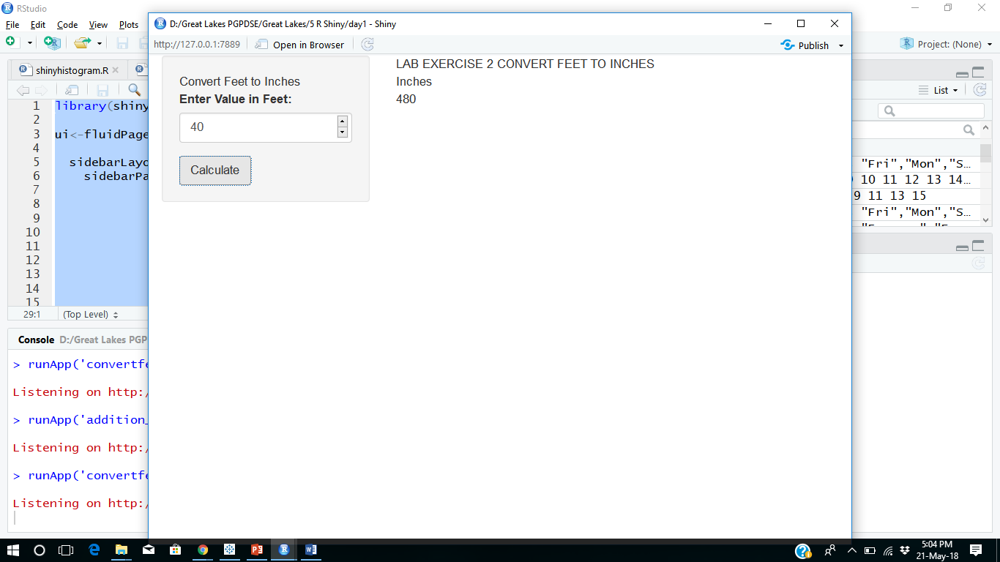 RStudio
File Edit Code View Plots
Project: (None)
shinyhistogram.R
1 library(shiny
2
3 ui<-fluidPage
4
5 sidebarLayo
6 sidebarPa
7
8
9
10
11
12
13
14
15
29:1 (Top Level)
Console D:/Great Lakes PGP
> runApp('convertfe
Listening on http:/
> runApp('addition_
Listening on http:/
> runApp('convertfe
Listening on http:/
D:/Great Lakes PGPDSE/Great Lakes/5 R Shiny/day1 - Shiny
http://127.0.0.1:7889 Open in Browser Publish
Convert Feet to Inches
Enter Value in Feet:
40
Calculate
LAB EXERCISE 2 CONVERT FEET TO INCHES
Inches
480
List
"Fri","Mon","S...
10 11 12 13 14...
9 11 13 15
"Fri","Mon","S...
5:04 PM
21-May-18